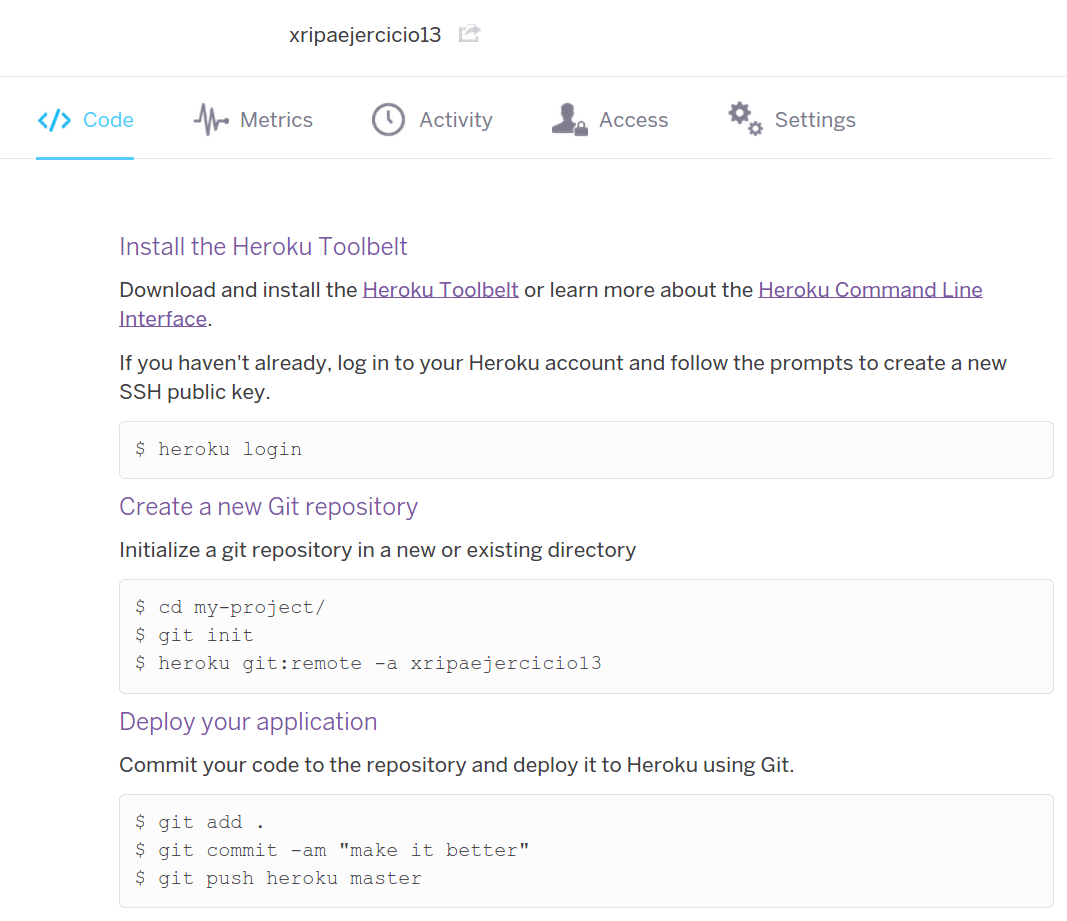 xripaejercicio13
Code Metrics Activity Access Settings
Install the Heroku Toolbelt
Download and install the Heroku Toolbelt or learn more about the Heroku Command Line
Interface.
If you haven't already, log in to your Heroku account and follow the prompts to create a new
SSH public key.
$ heroku login
Create a new Git repository
Initialize a git repository in a new or existing directory
$ cd my-project/
$ git init
$ heroku git:remote -a xripaejercicio13
Deploy your application
Commit your code to the repository and deploy it to Heroku using Git.
$ git add .
$ git commit -am "make it better"
$ git push heroku master